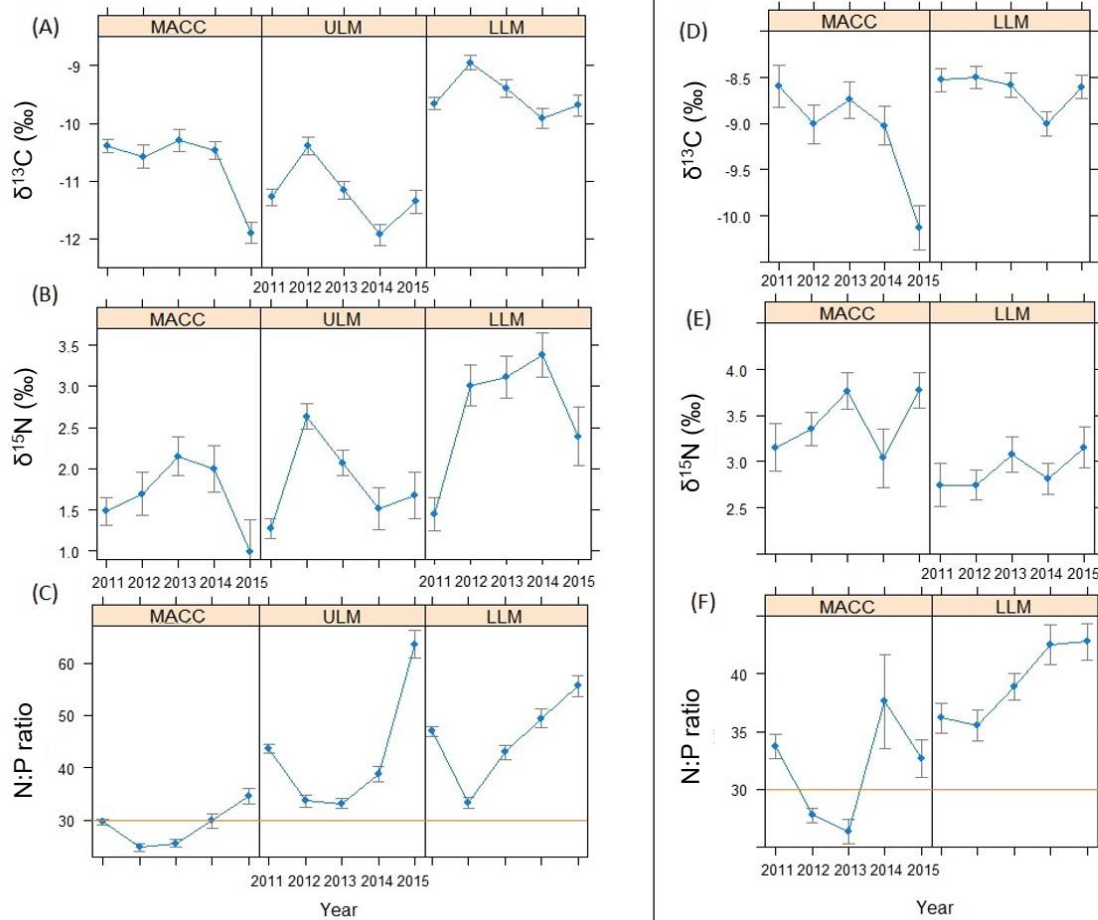 (A)
MACC ULM LLM
δ¹³C (‰)
-9
-10
-11
-12
2011 2012 2013 2014 2015
(B)
MACC ULM LLM
δ¹⁵N (‰)
3.5
3.0
2.5
2.0
1.5
1.0
2011 2012 2013 2014 2015
2011 2012 2013 2014 2015
(C)
MACC ULM LLM
N:P ratio
60
50
40
30
2011 2012 2013 2014 2015
Year
(D)
MACC LLM
δ¹³C (‰)
-8.5
-9.0
-9.5
-10.0
2011 2012 2013 2014 2015
(E)
MACC LLM
δ¹⁵N (‰)
4.0
3.5
3.0
2.5
2011 2012 2013 2014 2015
(F)
MACC LLM
N:P ratio
40
35
30
2011 2012 2013 2014 2015
Year